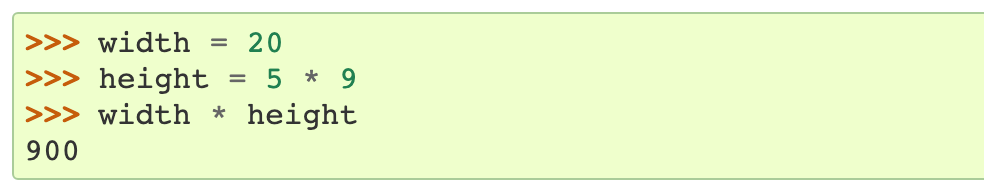 >>> width = 20
>>> height = 5 * 9
>>> width * height
900